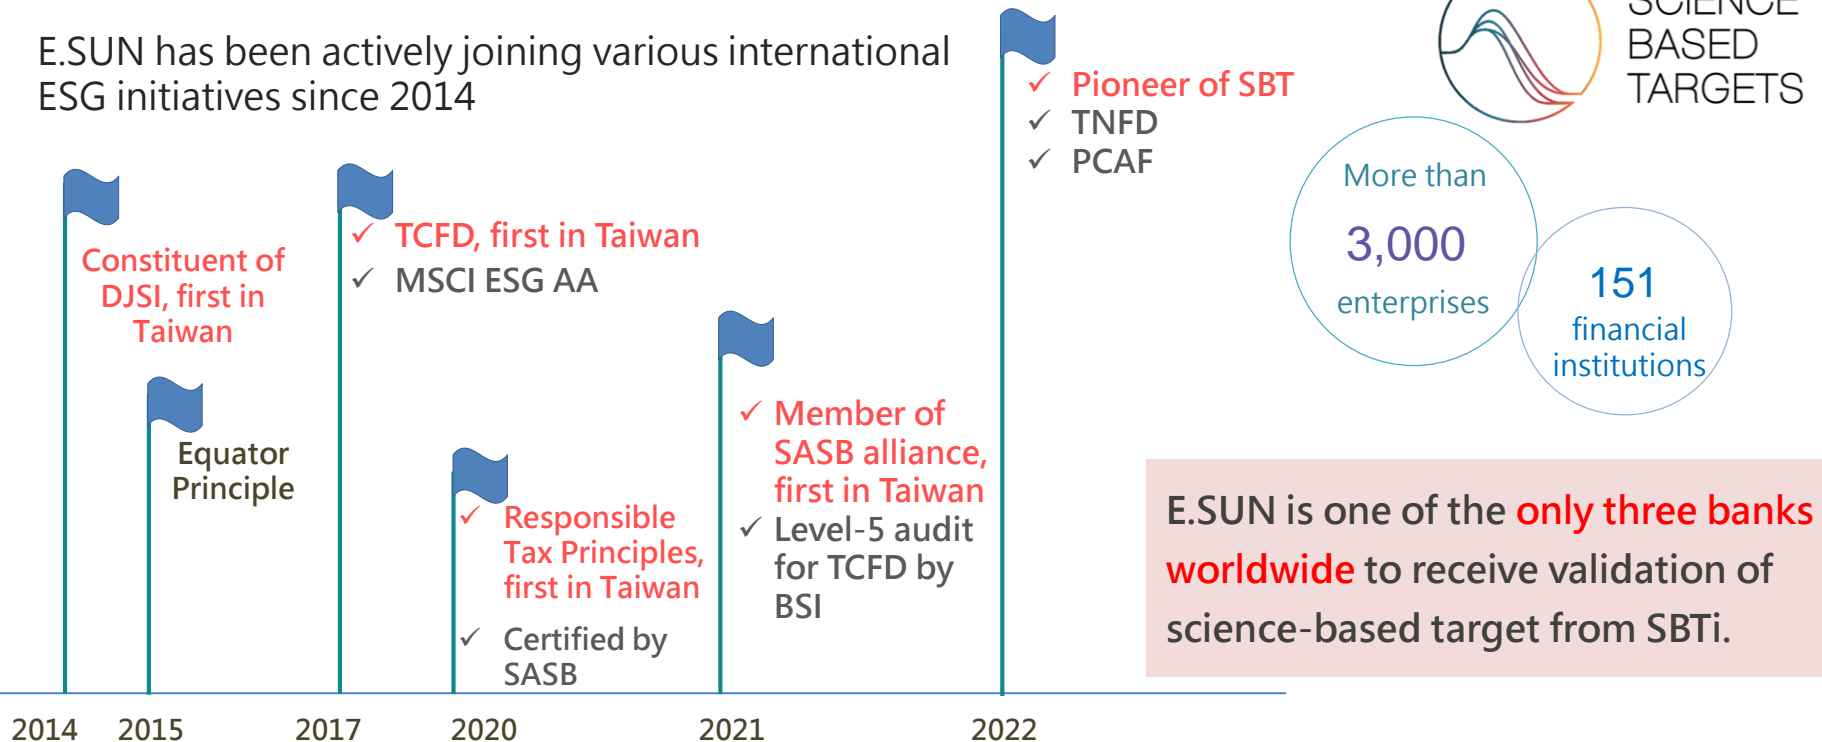 E.SUN has been actively joining various international
ESG initiatives since 2014
SCIENCE
BASED
TARGETS
✓ Pioneer of SBT
✓ TNFD
✓ PCAF
More than
3,000
enterprises
151
financial
institutions
Constituent of
DJSI, first in
Taiwan
Equator
Principle
✓ TCFD, first in Taiwan
✓ MSCI ESG AA
✓ Responsible
Tax Principles,
first in Taiwan
✓ Certified by
SASB
✓ Member of
SASB alliance,
first in Taiwan
✓ Level-5 audit
for TCFD by
BSI
E.SUN is one of the only three banks
worldwide to receive validation of
science-based target from SBTi.
2014 2015 2017 2020 2021 2022